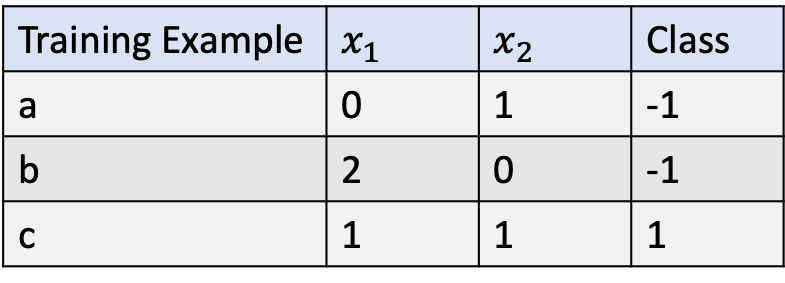 Training Example x₁ x₂ Class
a 0 1 -1
b 2 0 -1
c 1 1 1